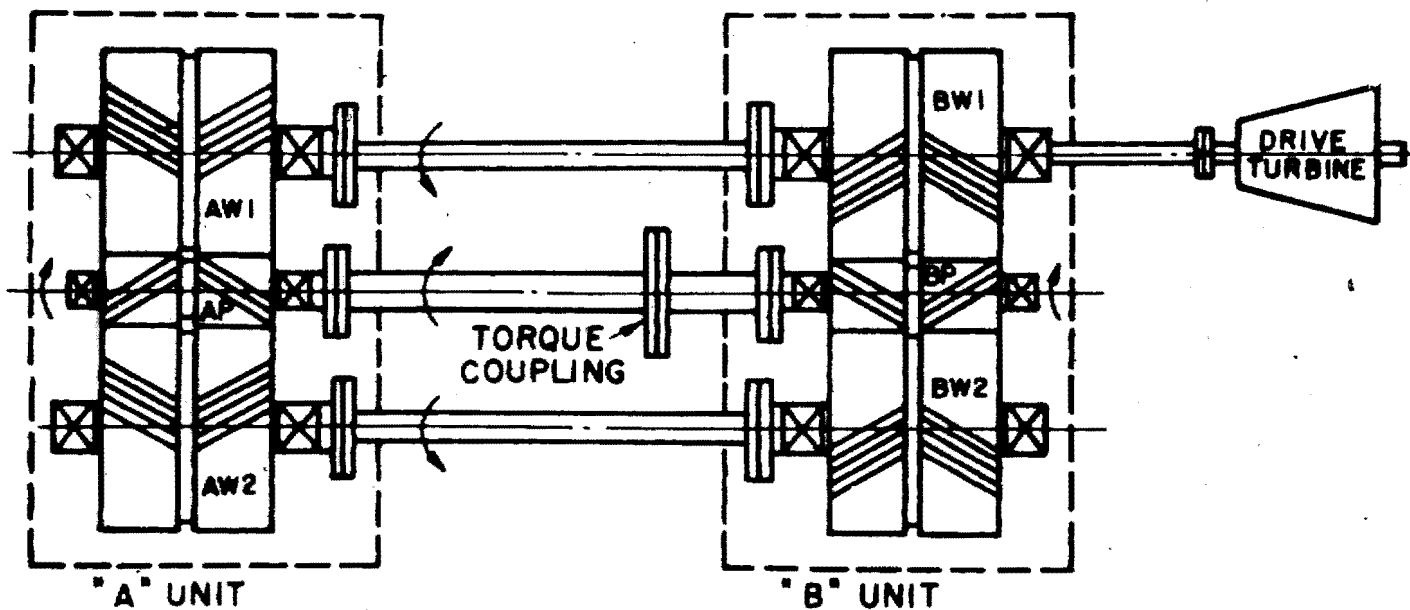 BW1
DRIVE
TURBINE
AW1
BP
AP
TORQUE
COUPLING
BW2
AW2
"A" UNIT
"B" UNIT